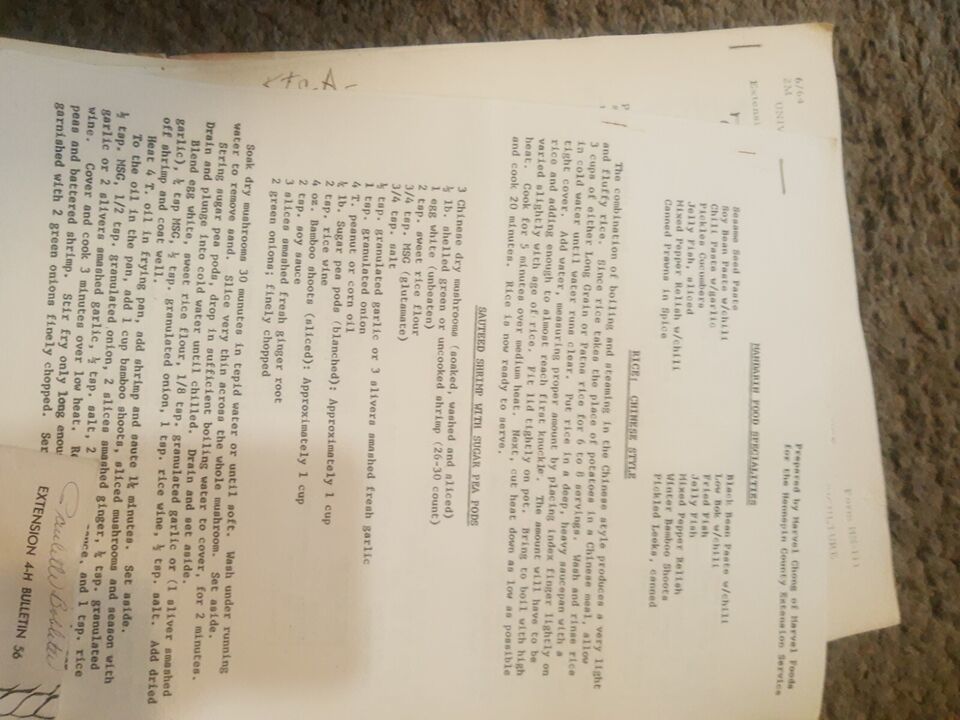 6/64
2M
UNIV
Extensi
Prepared by Marvel Chong of Marvel Foods
for the Hennepin County Extension Service
MANDARIN FOOD SPECIALITIES
Sesame Seed Paste
Soy Bean Paste w/chili
Chili Paste w/garlic
Pickles Cucumbers
Jelly Fish, sliced
Mixed Pepper Relish w/chili
Canned Prawns in Spice
Black Bean Paste w/chili
Low Bok w/chili
Fried Fish
Jelly Fish
Mixed Pepper Relish
Winter Bamboo Shoots
Pickled Leeks, canned
RICE: CHINESE STYLE
The combination of boiling and steaming in the Chinese style produces a very light
and fluffy rice. Since rice takes the place of potatoes in a Chinese meal, allow
3 cups of either Long Grain or Patna rice for 6 to 8 servings. Wash and rinse rice
in cold water until water runs clear. Put rice in a deep, heavy saucepan with a
tight cover. Add water, measuring proper amount by placing index finger lightly on
rice and adding enough to almost reach first knuckle. The amount will have to be
varied slightly with age of rice. Fit lid tightly on pot. Bring to boil with high
heat. Cook for 5 minutes over medium heat. Next, cut heat down as low as possible
and cook 20 minutes. Rice is now ready to serve.
SAUTEED SHRIMP WITH SUGAR PEA PODS
3 Chinese dry mushrooms (soaked, washed and sliced)
½ lb. shelled green or uncooked shrimp (26-30 count)
1 egg white (unbeaten)
2 tsp. sweet rice flour
3/4 tsp. MSG (glutamate)
3/4 tsp. salt
½ tsp. granulated garlic or 3 slivers smashed fresh garlic
1 tsp. granulated onion
4 T. peanut or corn oil
½ lb. Sugar peas pods (blanched): Approximately 1 cup
2 tsp. rice wine
4 oz. Bamboo shoots (sliced): Approximately 1 cup
2 tsp. soy sauce
3 slices smashed fresh ginger root
2 green onions: finely chopped
Soak dry mushrooms 30 munutes in tepid water or until soft. Wash under running
water to remove sand. Slice very thin across the whole mushroom. Set aside.
String sugar pea pods, drop in sufficient boiling water to cover, for 2 minutes.
Drain and plunge into cold water until chilled. Drain and set aside.
Blend egg white, sweet rice flour, 1/8 tsp. granulated garlic or (1 sliver smashed
garlic), ½ tsp MSG, ½ tsp. granulated onion, 1 tsp. rice wine, ½ tsp. salt. Add dried
off shrimp and coat well.
Heat 4 T. oil in frying pan, add shrimp and saute 1½ minutes. Set aside.
To the oil in the pan, add 1 cup bamboo shoots, sliced mushrooms and season with
½ tsp. MSG, 1/2 tsp. granulated onion, 2 slices smashed ginger, ½ tsp. granulated
garlic or 2 slivers smashed garlic, ½ tsp. salt, 2 sauce, and 1 tsp. rice
wine. Cover and cook 3 minutes over low heat. Re
peas and battered shrimp. Stir fry only long enou
garnished with 2 green onions finely chopped. Ser
EXTENSION 4-H BULLETIN 56